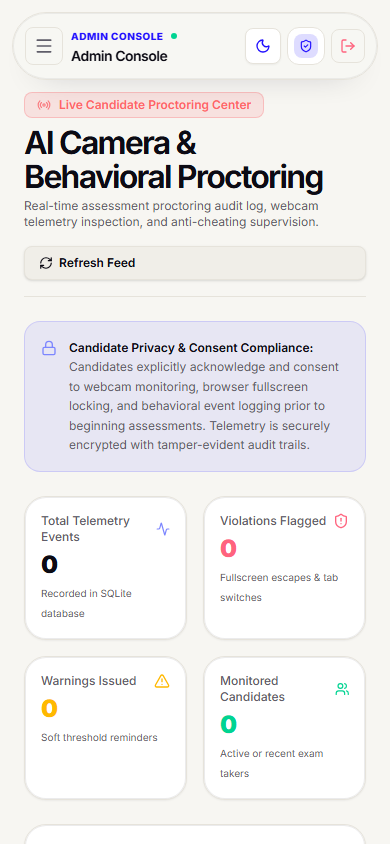 ADMIN CONSOLE
Admin Console
Live Candidate Proctoring Center
AI Camera &
Behavioral Proctoring
Real-time assessment proctoring audit log, webcam
telemetry inspection, and anti-cheating supervision.
Refresh Feed
Candidate Privacy & Consent Compliance:
Candidates explicitly acknowledge and consent
to webcam monitoring, browser fullscreen
locking, and behavioral event logging prior to
beginning assessments. Telemetry is securely
encrypted with tamper-evident audit trails.
Total Telemetry
Events
0
Recorded in SQLite
database
Violations Flagged
0
Fullscreen escapes & tab
switches
Warnings Issued
0
Soft threshold reminders
Monitored
Candidates
0
Active or recent exam
takers